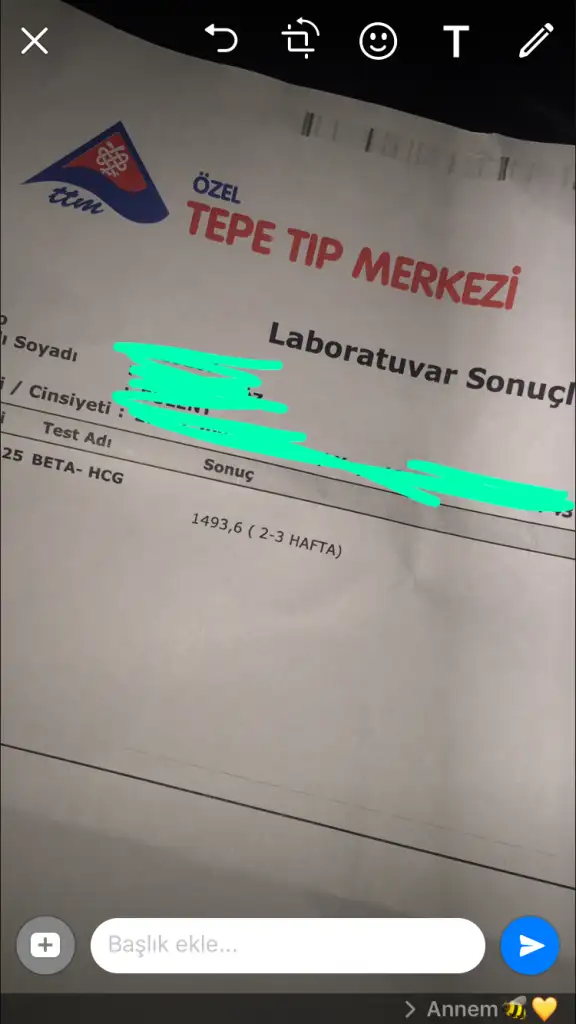 T
ttm
ÖZEL
TEPE TIP MERKEZİ
Laboratuvar Sonuçl
ı Soyadı
i / Cinsiyeti :
i Test Adı Sonuç
25 BETA- HCG
1493,6 ( 2-3 HAFTA)
Başlık ekle...
Annem